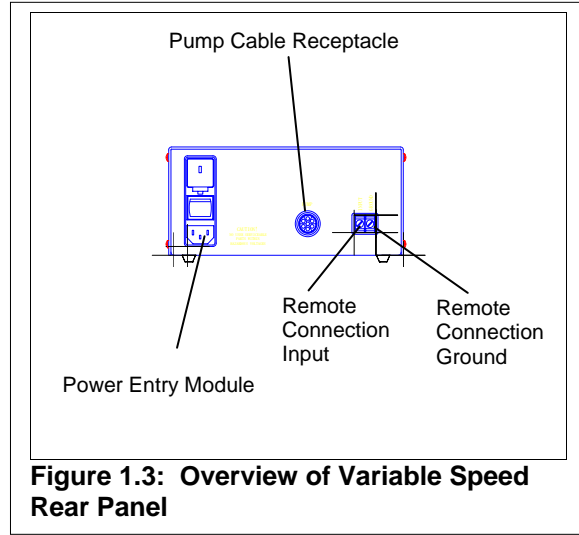 Pump Cable Receptacle
Remote
Connection
Input
Remote
Connection
Ground
Power Entry Module
Figure 1.3:  Overview of Variable Speed
Rear Panel